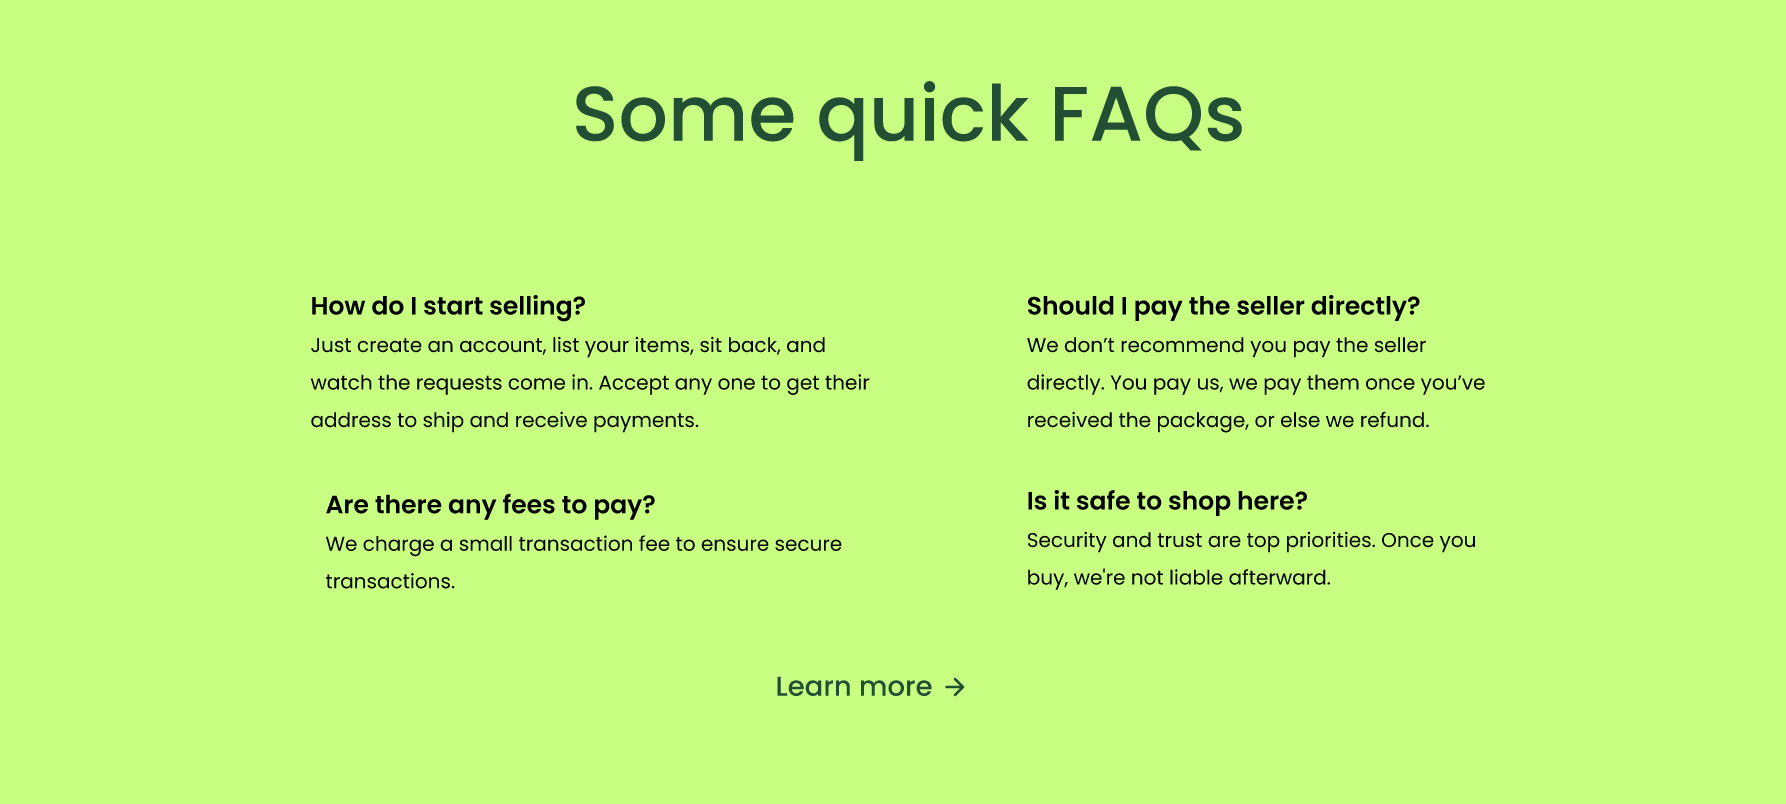 Some quick FAQs
How do I start selling?
Just create an account, list your items, sit back, and
watch the requests come in. Accept any one to get their
address to ship and receive payments.
Should I pay the seller directly?
We don’t recommend you pay the seller
directly. You pay us, we pay them once you’ve
received the package, or else we refund.
Are there any fees to pay?
We charge a small transaction fee to ensure secure
transactions.
Is it safe to shop here?
Security and trust are top priorities. Once you
buy, we're not liable afterward.
Learn more →